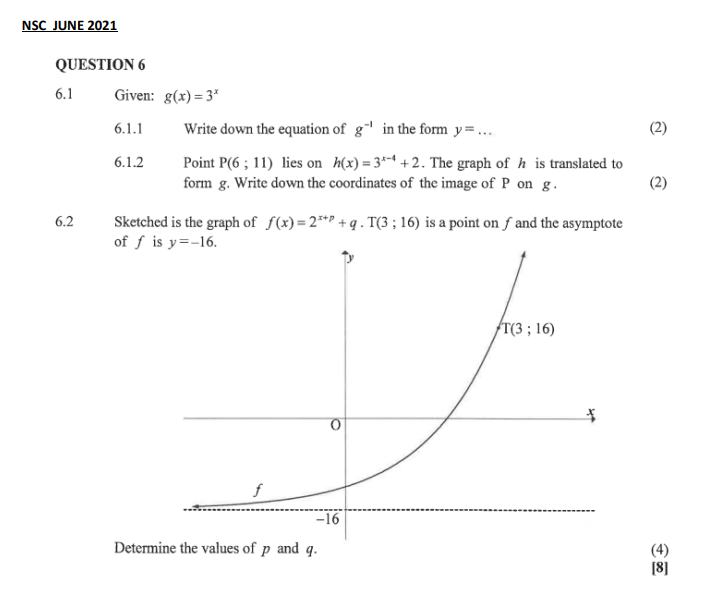 NSC JUNE 2021
QUESTION 6
6.1 Given: g(x) = 3ˣ
6.1.1 Write down the equation of g⁻¹ in the form y = ... (2)
6.1.2 Point P(6 ; 11) lies on h(x) = 3ˣ⁻⁴ + 2. The graph of h is translated to
form g. Write down the coordinates of the image of P on g. (2)
6.2 Sketched is the graph of f(x) = 2ˣ⁺ᵖ + q. T(3 ; 16) is a point on f and the asymptote
of f is y = –16.
y
T(3 ; 16)
x
O
f
–16
Determine the values of p and q. (4)
[8]